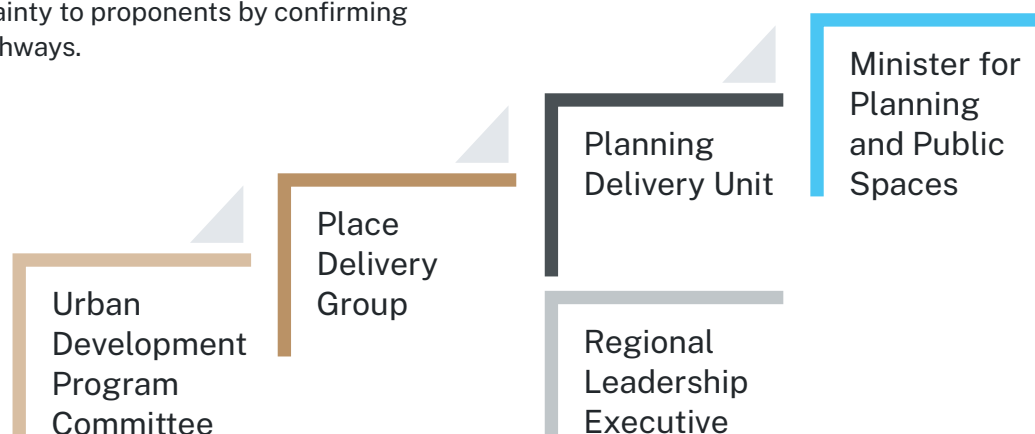 ainty to proponents by confirming
hways.
Minister for
Planning
and Public
Spaces
Planning
Delivery Unit
Place
Delivery
Group
Urban
Development
Program
Committee
Regional
Leadership
Executive